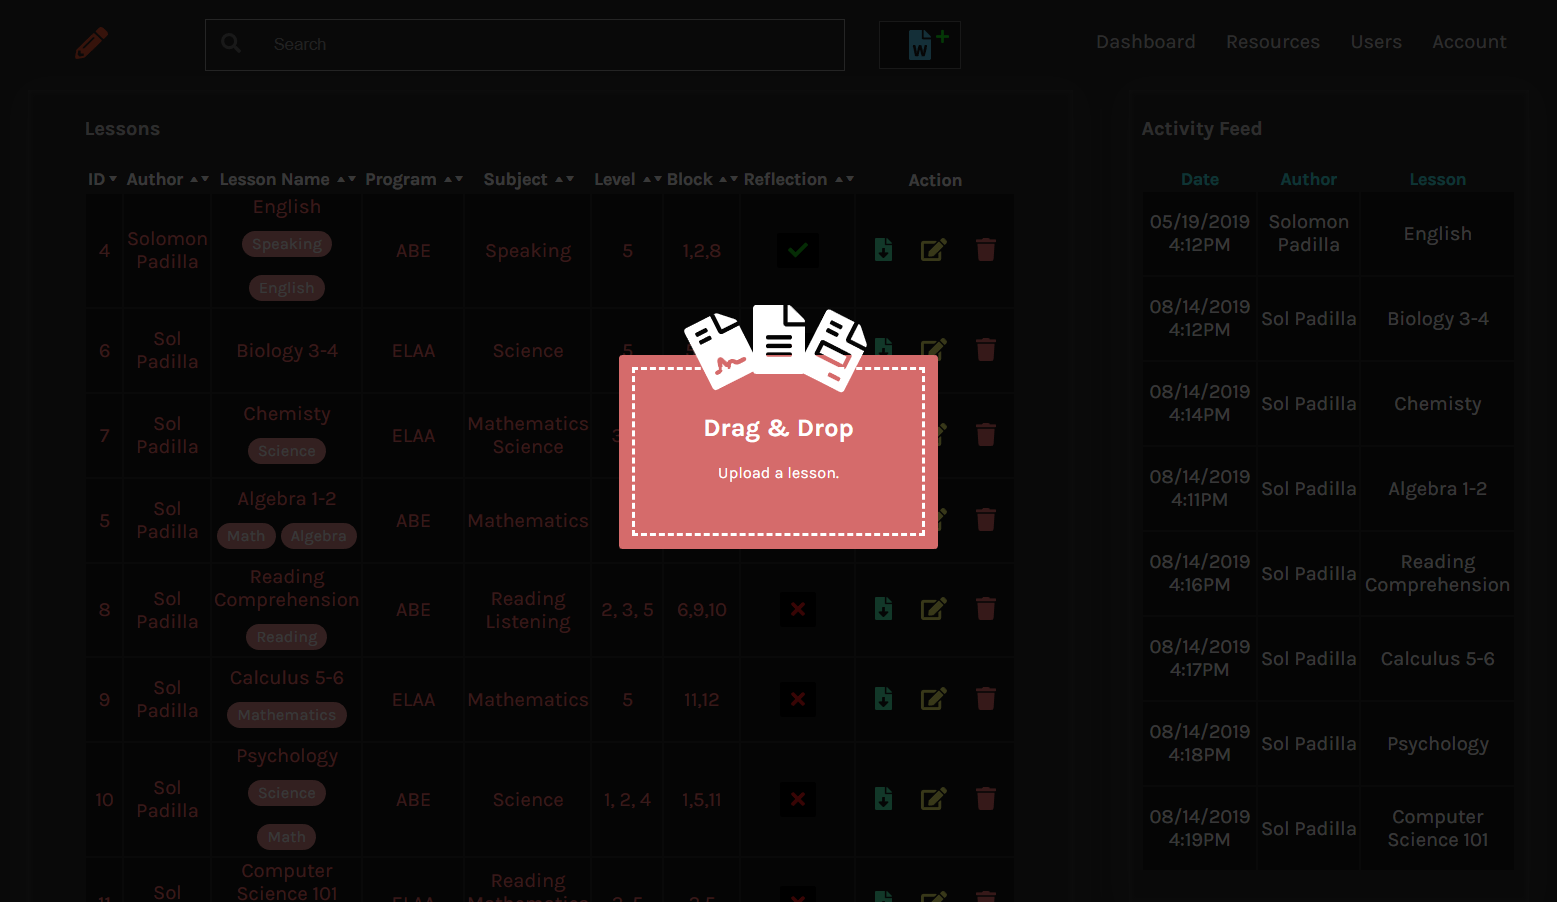 Search
W
Dashboard Resources Users Account
Lessons
ID Author Lesson Name Program Subject Level Block Reflection Action
4 Solomon Padilla English Speaking English ABE Speaking 5 1,2,8
6 Sol Padilla Biology 3-4 ELAA Science 5
7 Sol Padilla Chemisty Science ELAA Mathematics Science
5 Sol Padilla Algebra 1-2 Math Algebra ABE Mathematics
8 Sol Padilla Reading Comprehension Reading ABE Reading Listening 2, 3, 5 6,9,10
9 Sol Padilla Calculus 5-6 Mathematics ELAA Mathematics 5 11,12
10 Sol Padilla Psychology Science Math ABE Science 1, 2, 4 1,5,11
Sol Computer Science 101 ELAA Reading
Drag & Drop
Upload a lesson.
Activity Feed
Date Author Lesson
05/19/2019 4:12PM Solomon Padilla English
08/14/2019 4:12PM Sol Padilla Biology 3-4
08/14/2019 4:14PM Sol Padilla Chemisty
08/14/2019 4:11PM Sol Padilla Algebra 1-2
08/14/2019 4:16PM Sol Padilla Reading Comprehension
08/14/2019 4:17PM Sol Padilla Calculus 5-6
08/14/2019 4:18PM Sol Padilla Psychology
08/14/2019 4:19PM Sol Padilla Computer Science 101